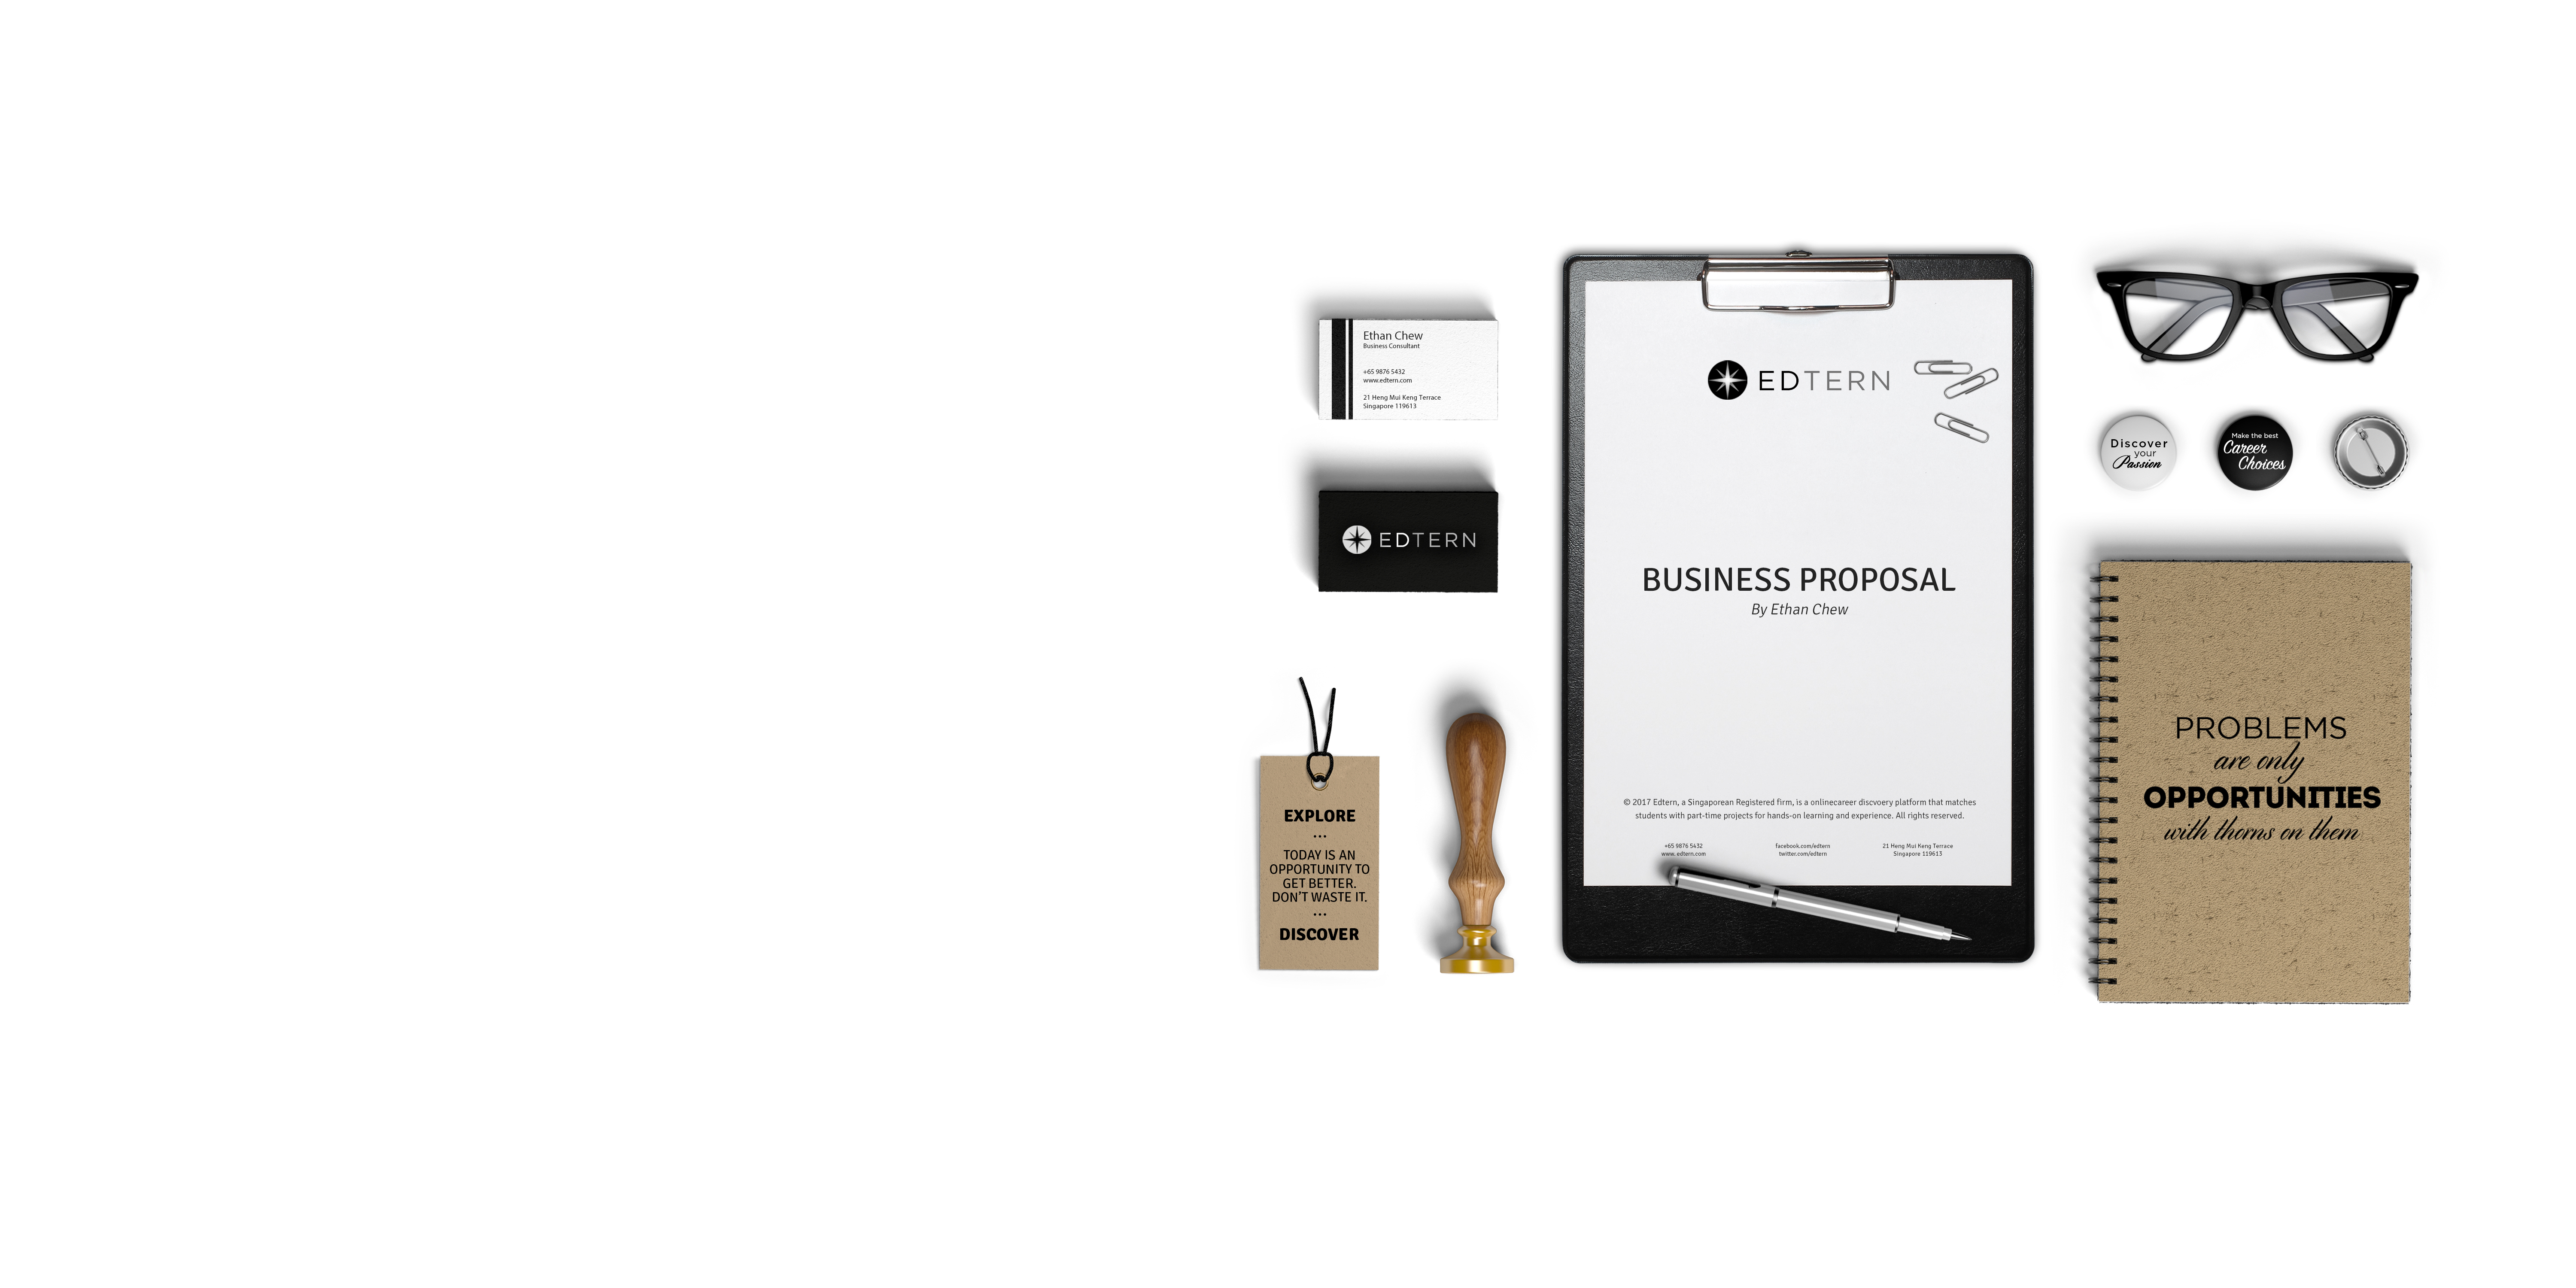 Ethan Chew
Business Consultant
+65 9876 5432
www.edtern.com
21 Heng Mui Keng Terrace
Singapore 119613
EDTERN
EXPLORE
...
TODAY IS AN
OPPORTUNITY TO
GET BETTER.
DON'T WASTE IT.
...
DISCOVER
EDTERN
BUSINESS PROPOSAL
By Ethan Chew
© 2017 Edtern, a Singaporean Registered firm, is a onlinecareer discvoery platform that matches
students with part-time projects for hands-on learning and experience. All rights reserved.
+65 9876 5432
www. edtern.com
facebook.com/edtern
twitter.com/edtern
21 Heng Mui Keng Terrace
Singapore 119613
Discover
your
Passion
Make the best
Career
Choices
PROBLEMS
are only
OPPORTUNITIES
with thorns on them